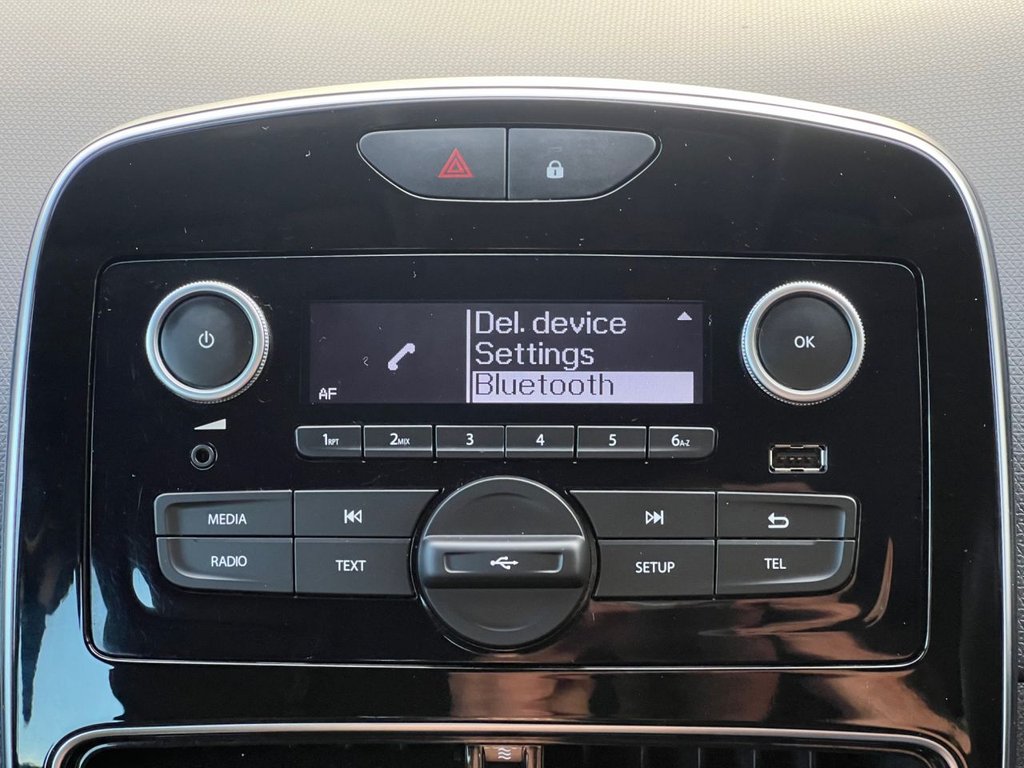 Del. device
Settings
Bluetooth
AF
OK
1RPT 2MIX 3 4 5 6A-Z
MEDIA
RADIO TEXT SETUP TEL